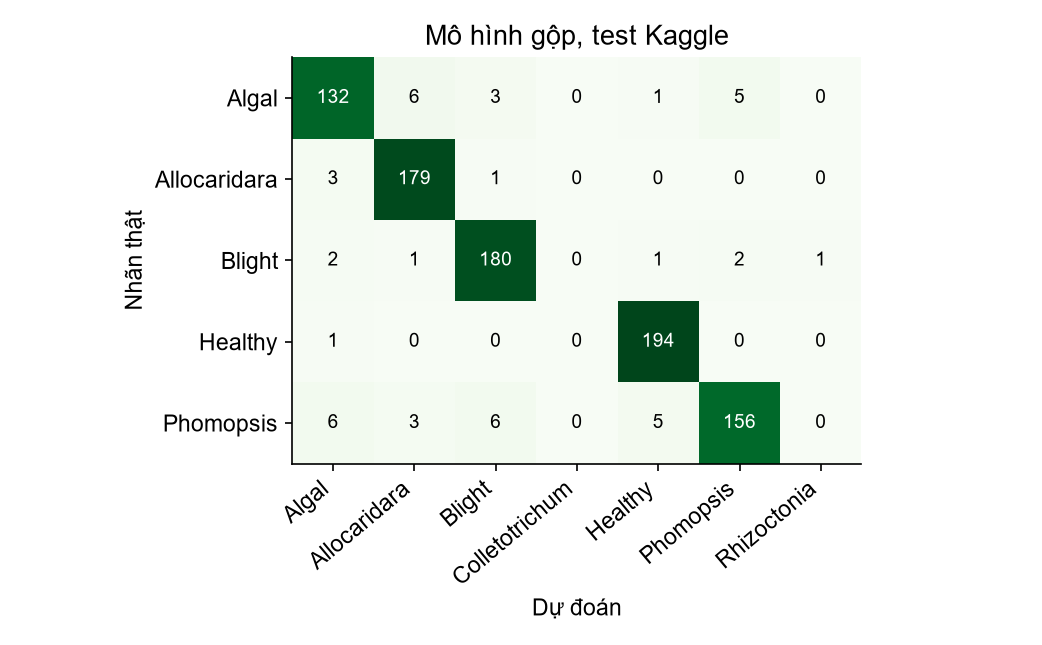 Mô hình gộp, test Kaggle
Algal 132 6 3 0 1 5 0
Allocaridara 3 179 1 0 0 0 0
Blight 2 1 180 0 1 2 1
Healthy 1 0 0 0 194 0 0
Phomopsis 6 3 6 0 5 156 0
Nhãn thật
Algal Allocaridara Blight Colletotrichum Healthy Phomopsis Rhizoctonia
Dự đoán